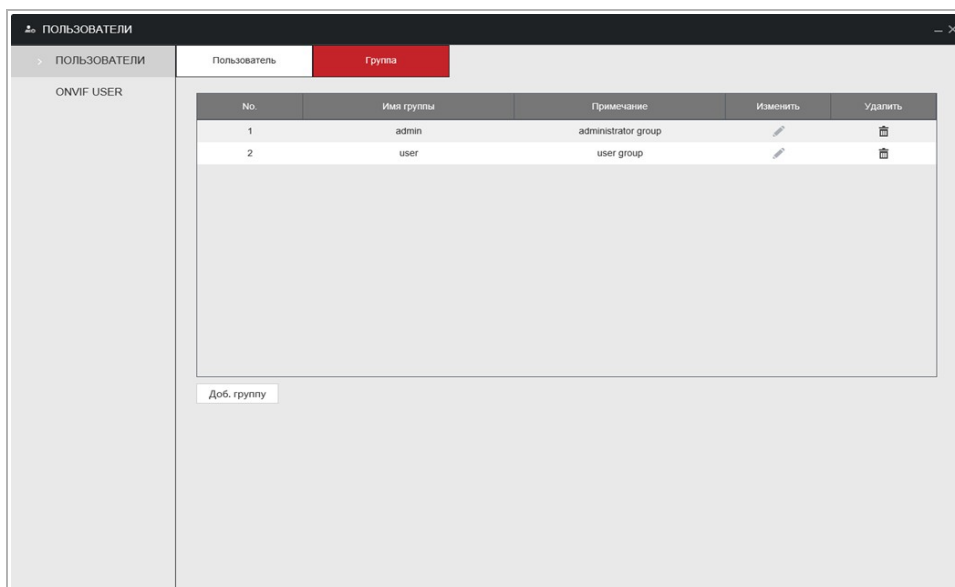 ПОЛЬЗОВАТЕЛИ
ПОЛЬЗОВАТЕЛИ
ONVIF USER
Пользователь Группа
No. Имя группы Примечание Изменить Удалить
1 admin administrator group
2 user user group
Доб. группу